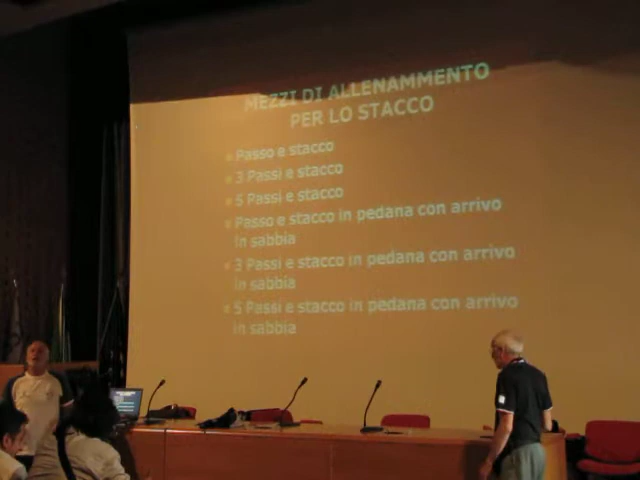 MEZZI DI ALLENAMMENTO
PER LO STACCO
Passo e stacco
3 Passi e stacco
5 Passi e stacco
Passo e stacco in pedana con arrivo
in sabbia
3 Passi e stacco in pedana con arrivo
in sabbia
5 Passi e stacco in pedana con arrivo
in sabbia